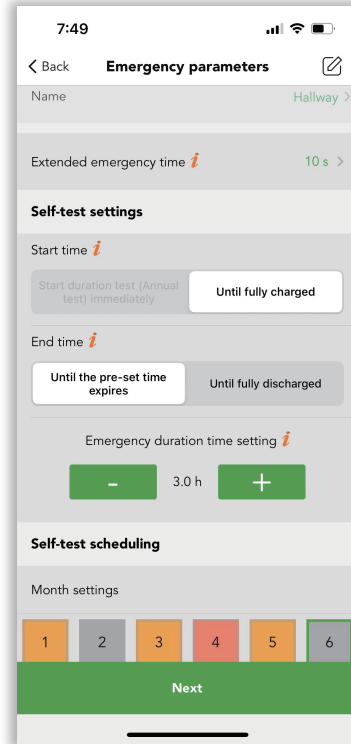 7:49
Back Emergency parameters
Name Hallway
Extended emergency time i 10 s
Self-test settings
Start time i
Start duration test (Annual
test) immediately
Until fully charged
End time i
Until the pre-set time
expires
Until fully discharged
Emergency duration time setting i
- 3.0 h +
Self-test scheduling
Month settings
1 2 3 4 5 6
Next